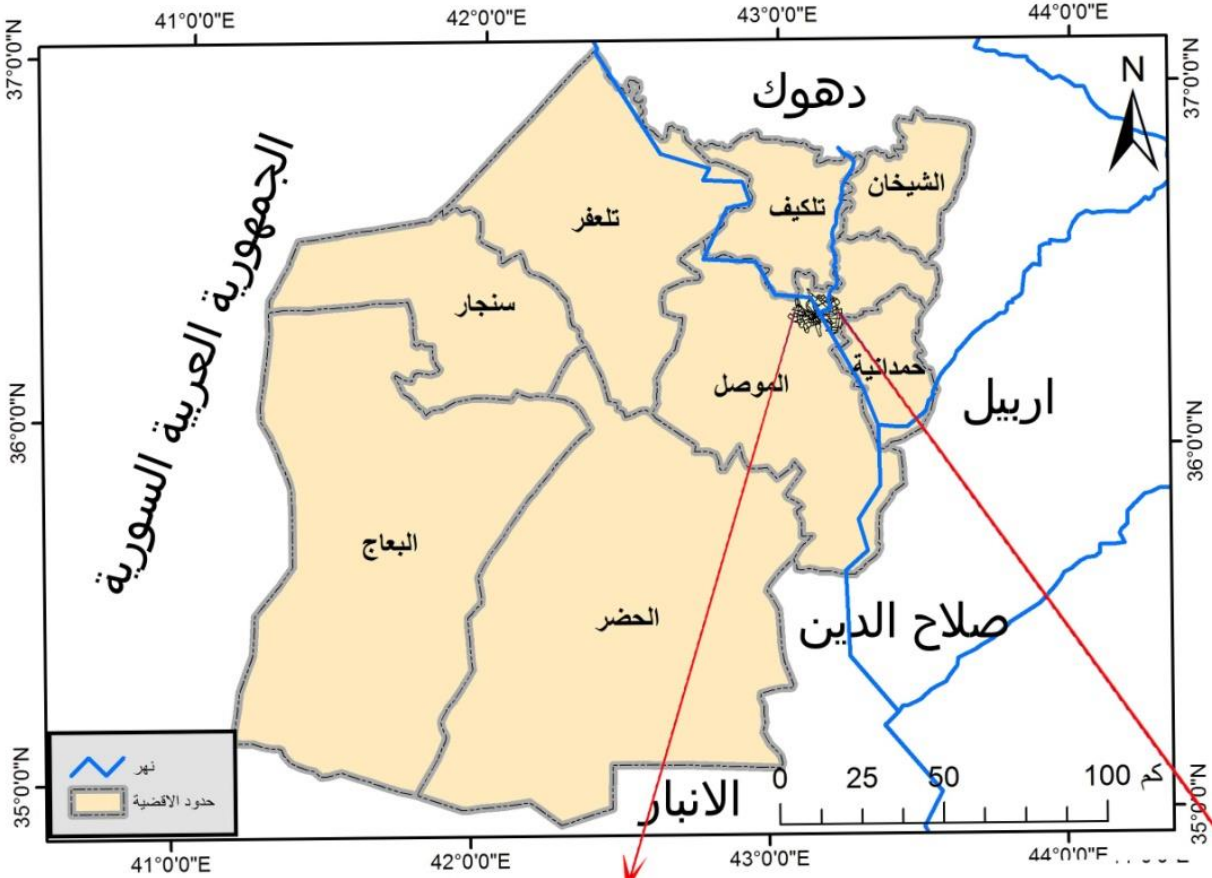 41°0'0"E
42°0'0"E
43°0'0"E
44°0'0"E
37°0'0"N
37°0'0"N
N
دهوك
الشيخان
تلكيف
تلعفر
الجمهورية العربية السورية
سنجار
حمدانية
الموصل
اربيل
36°0'0"N
36°0'0"N
البعاج
الحضر
صلاح الدين
نهر
حدود الاقضية
0 25 50 100 كم
الانبار
35°0'0"N
35°0'0"N
41°0'0"E
42°0'0"E
43°0'0"E
44°0'0"E